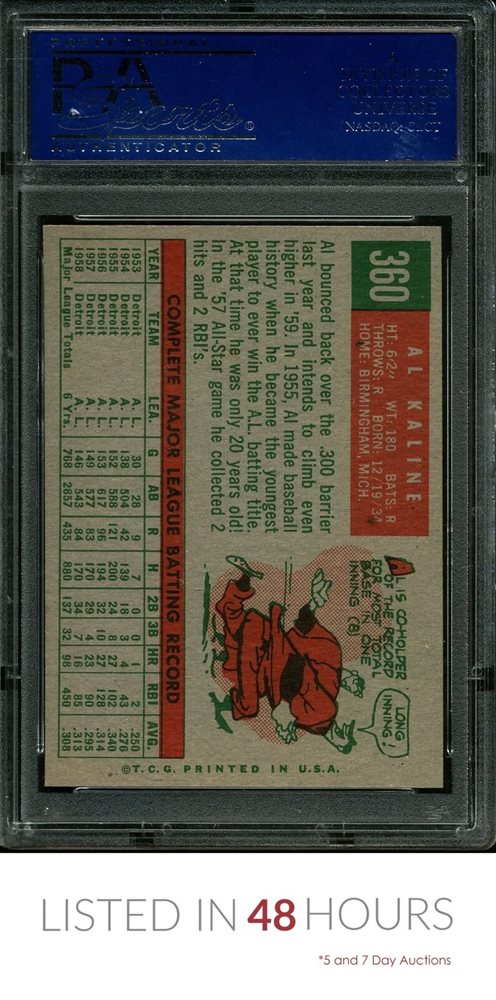 PROFESSIONAL
PSA
Sports®
AUTHENTICATOR
A
DIVISION OF
COLLECTORS
UNIVERSE
NASDAQ: CLCT
360
AL KALINE
HT: 6'2" WT: 180 BATS: R
THROWS: R BORN: 12/19/34
HOME: BIRMINGHAM, MICH.
Al bounced back over the .300 barrier
last year and intends to climb even
higher in '59. In 1955, Al made baseball
history when he became the youngest
player to ever win the A.L. batting title.
At that time he was only 20 years old!
In the '57 All-Star game he collected 2
hits and 2 RBI's.
AL IS CO-HOLDER
OF THE RECORD
FOR MOST TOTAL
BASES IN ONE
INNING (8)
LONG
INNING!
COMPLETE MAJOR LEAGUE BATTING RECORD
YEAR TEAM LEA. G AB R H 2B 3B HR RBI AVG.
1953 Detroit A. L. 30 28 9 7 0 0 1 2 .250
1954 Detroit A. L. 138 504 42 139 18 3 4 43 .276
1955 Detroit A. L. 152 588 121 200 24 8 27 102 .340
1956 Detroit A. L. 153 617 96 194 32 10 27 128 .314
1957 Detroit A. L. 149 577 83 170 29 4 23 90 .295
1958 Detroit A. L. 146 543 84 170 34 7 16 85 .313
Major League Totals 6 Yrs. 768 2857 435 880 137 32 98 450 .308
©T.C.G. PRINTED IN U.S.A.
LISTED IN 48 HOURS
*5 and 7 Day Auctions